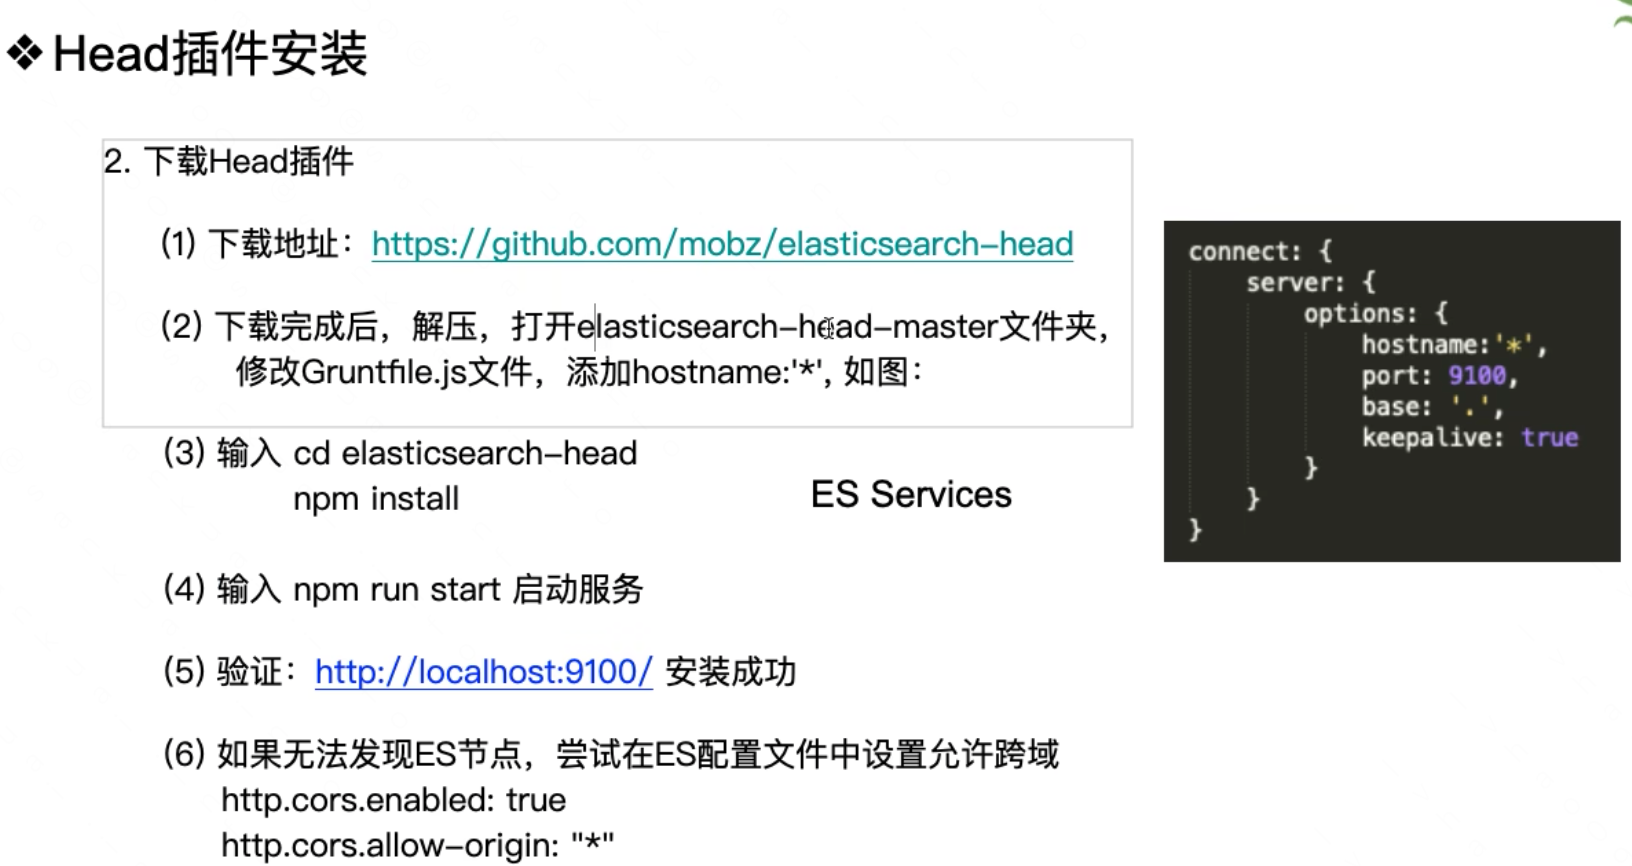 ❖Head插件安装
2. 下载Head插件
(1) 下载地址：https://github.com/mobz/elasticsearch-head
(2) 下载完成后，解压，打开elasticsearch-head-master文件夹，
修改Gruntfile.js文件，添加hostname:'*', 如图：
(3) 输入 cd elasticsearch-head
npm install
ES Services
(4) 输入 npm run start 启动服务
(5) 验证：http://localhost:9100/ 安装成功
(6) 如果无法发现ES节点，尝试在ES配置文件中设置允许跨域
http.cors.enabled: true
http.cors.allow-origin: "*"
connect: {
server: {
options: {
hostname:'*',
port: 9100,
base: '.',
keepalive: true
}
}
}